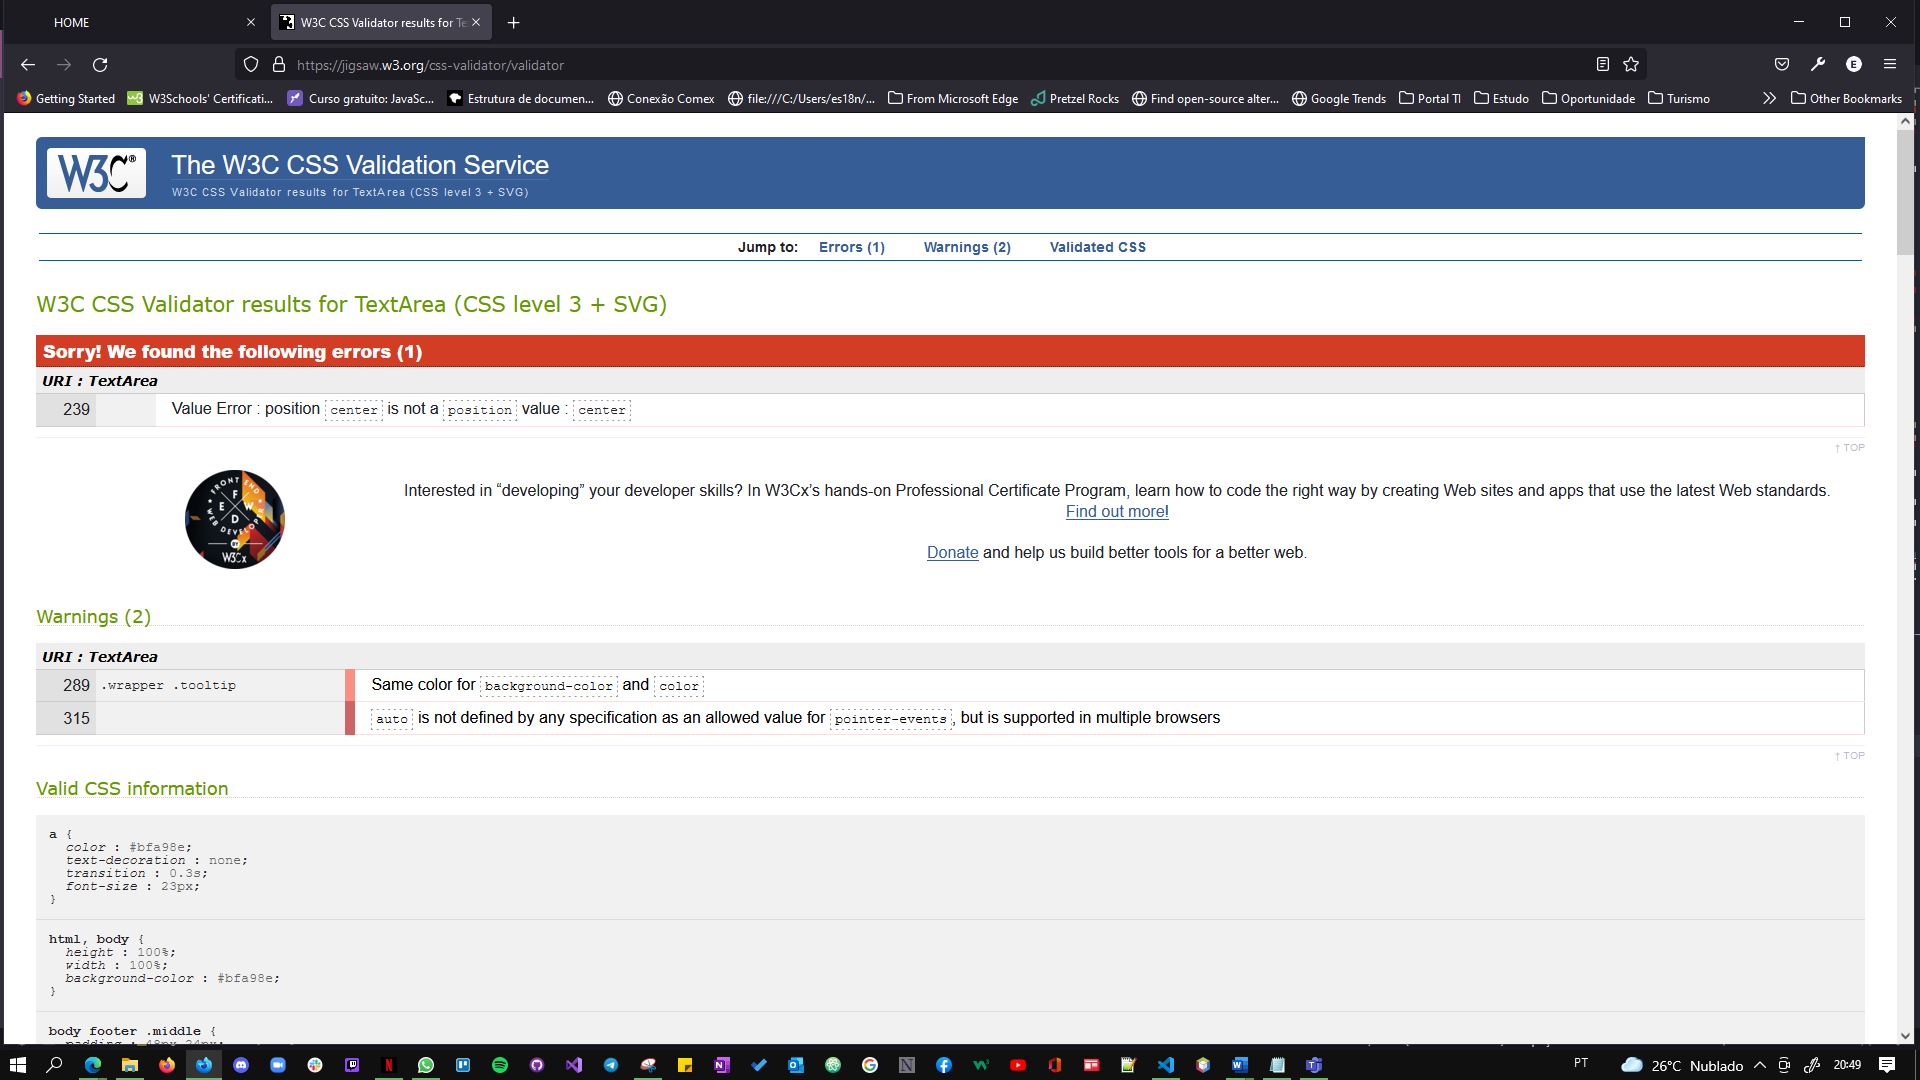 HOME
W3C CSS Validator results for Te
https://jigsaw.w3.org/css-validator/validator
E
Getting Started
W3Schools' Certificati...
Curso gratuito: JavaSc...
Estrutura de documen...
Conexão Comex
file:///C:/Users/es18n/...
From Microsoft Edge
Pretzel Rocks
Find open-source alter...
Google Trends
Portal TI
Estudo
Oportunidade
Turismo
Other Bookmarks
W3C®
The W3C CSS Validation Service
W3C CSS Validator results for TextArea (CSS level 3 + SVG)
Jump to: Errors (1) Warnings (2) Validated CSS
W3C CSS Validator results for TextArea (CSS level 3 + SVG)
Sorry! We found the following errors (1)
URI : TextArea
239 Value Error : position center is not a position value : center
↑ TOP
FRONT END
F
E W
D
WEB DEVELOPER
BY
W3Cx
Interested in “developing” your developer skills? In W3Cx’s hands-on Professional Certificate Program, learn how to code the right way by creating Web sites and apps that use the latest Web standards.
Find out more!
Donate and help us build better tools for a better web.
Warnings (2)
URI : TextArea
289 .wrapper .tooltip Same color for background-color and color
315 auto is not defined by any specification as an allowed value for pointer-events, but is supported in multiple browsers
↑ TOP
Valid CSS information
a {
color : #bfa98e;
text-decoration : none;
transition : 0.3s;
font-size : 23px;
}
html, body {
height : 100%;
width : 100%;
background-color : #bfa98e;
}
body footer .middle {
padding : 48px 24px;
PT
26°C Nublado
20:49